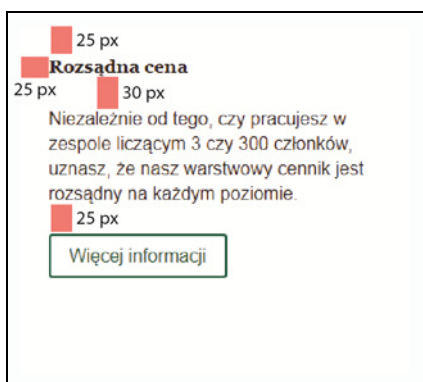 25 px
Rozsądna cena
25 px
30 px
Niezależnie od tego, czy pracujesz w
zespole liczącym 3 czy 300 członków,
uznasz, że nasz warstwowy cennik jest
rozsądny na każdym poziomie.
25 px
Więcej informacji